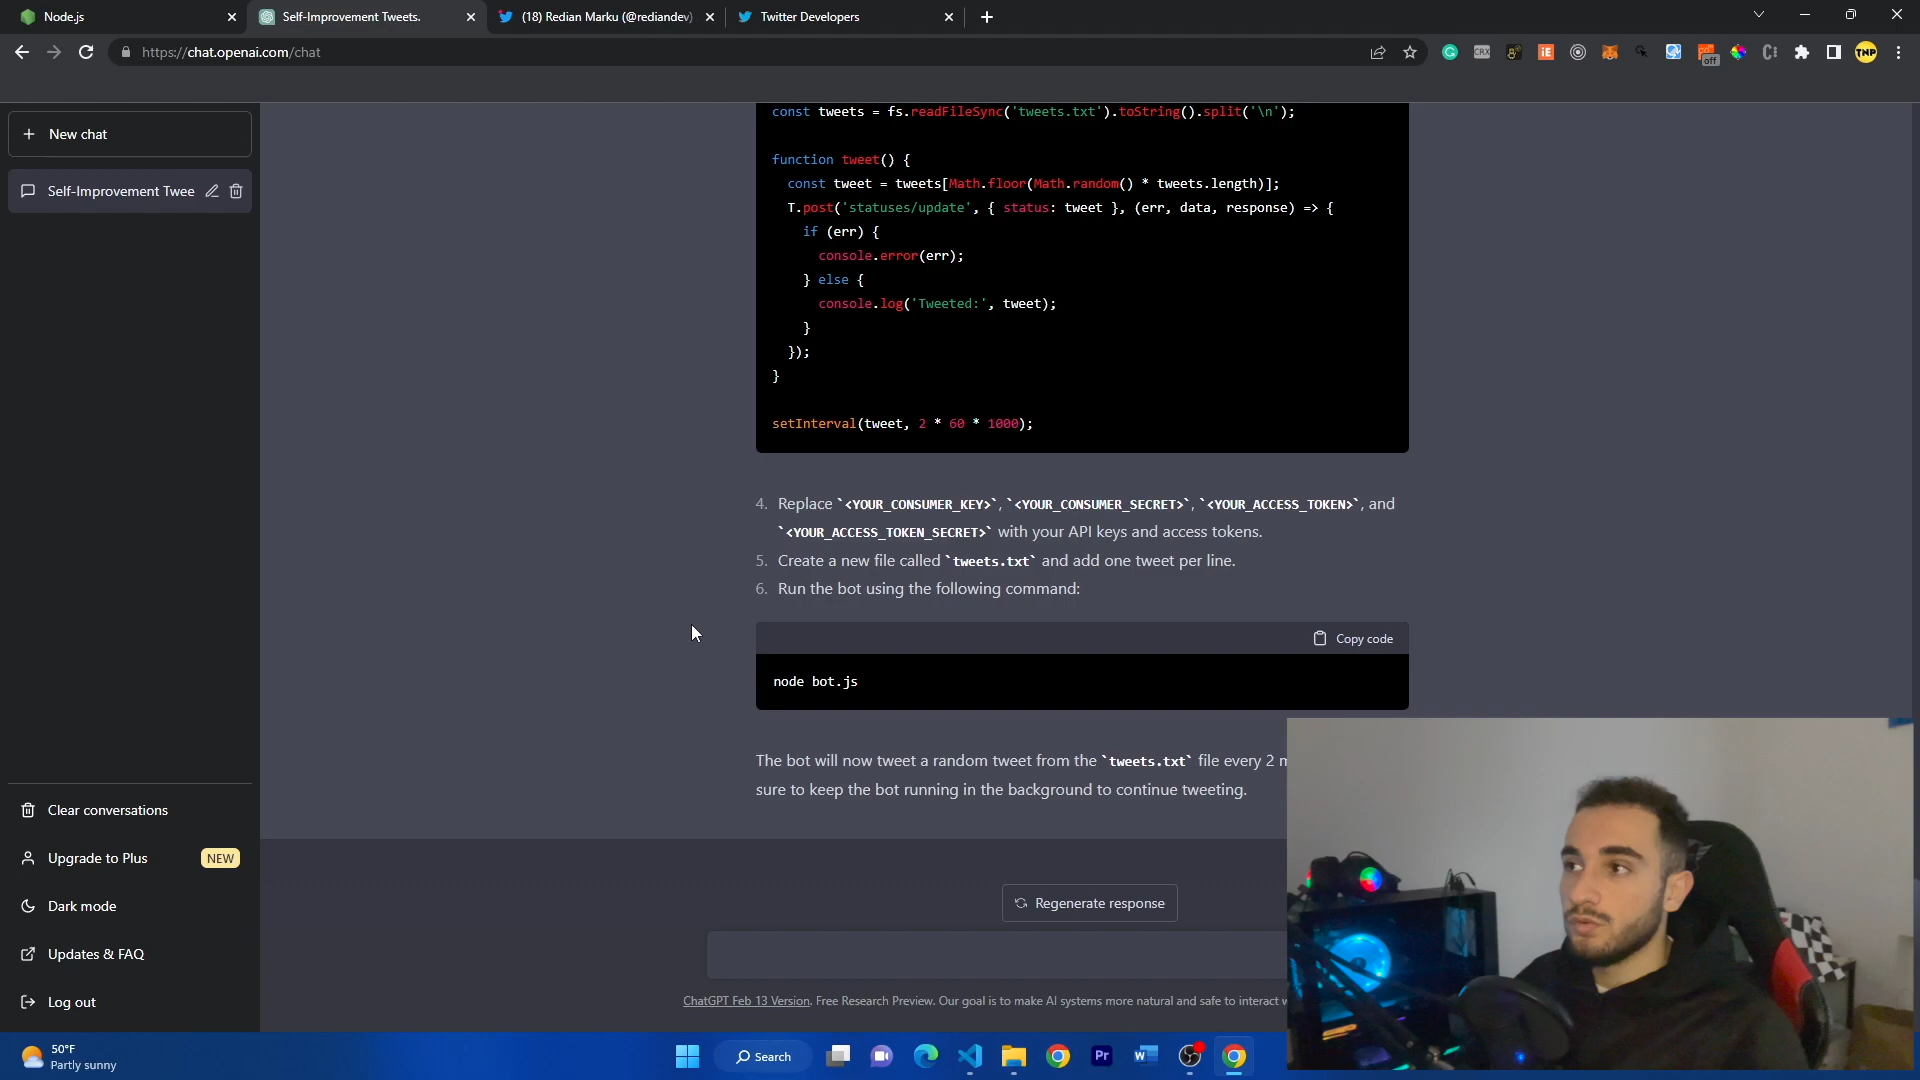 Node.js
Self-Improvement Tweets.
(18) Redian Marku (@rediandev)
Twitter Developers
https://chat.openai.com/chat
CRX
iE
off
TNP
New chat
Self-Improvement Twee
const tweets = fs.readFileSync('tweets.txt').toString().split('\n');
function tweet() {
const tweet = tweets[Math.floor(Math.random() * tweets.length)];
T.post('statuses/update', { status: tweet }, (err, data, response) => {
if (err) {
console.error(err);
} else {
console.log('Tweeted:', tweet);
}
});
}
setInterval(tweet, 2 * 60 * 1000);
4. Replace `<YOUR_CONSUMER_KEY>`, `<YOUR_CONSUMER_SECRET>`, `<YOUR_ACCESS_TOKEN>`, and
`<YOUR_ACCESS_TOKEN_SECRET>` with your API keys and access tokens.
5. Create a new file called `tweets.txt` and add one tweet per line.
6. Run the bot using the following command:
Copy code
node bot.js
The bot will now tweet a random tweet from the `tweets.txt` file every 2 m
sure to keep the bot running in the background to continue tweeting.
Clear conversations
Upgrade to Plus
NEW
Dark mode
Updates & FAQ
Log out
Regenerate response
ChatGPT Feb 13 Version. Free Research Preview. Our goal is to make AI systems more natural and safe to interact w
50°F
Partly sunny
Search
Pr
W